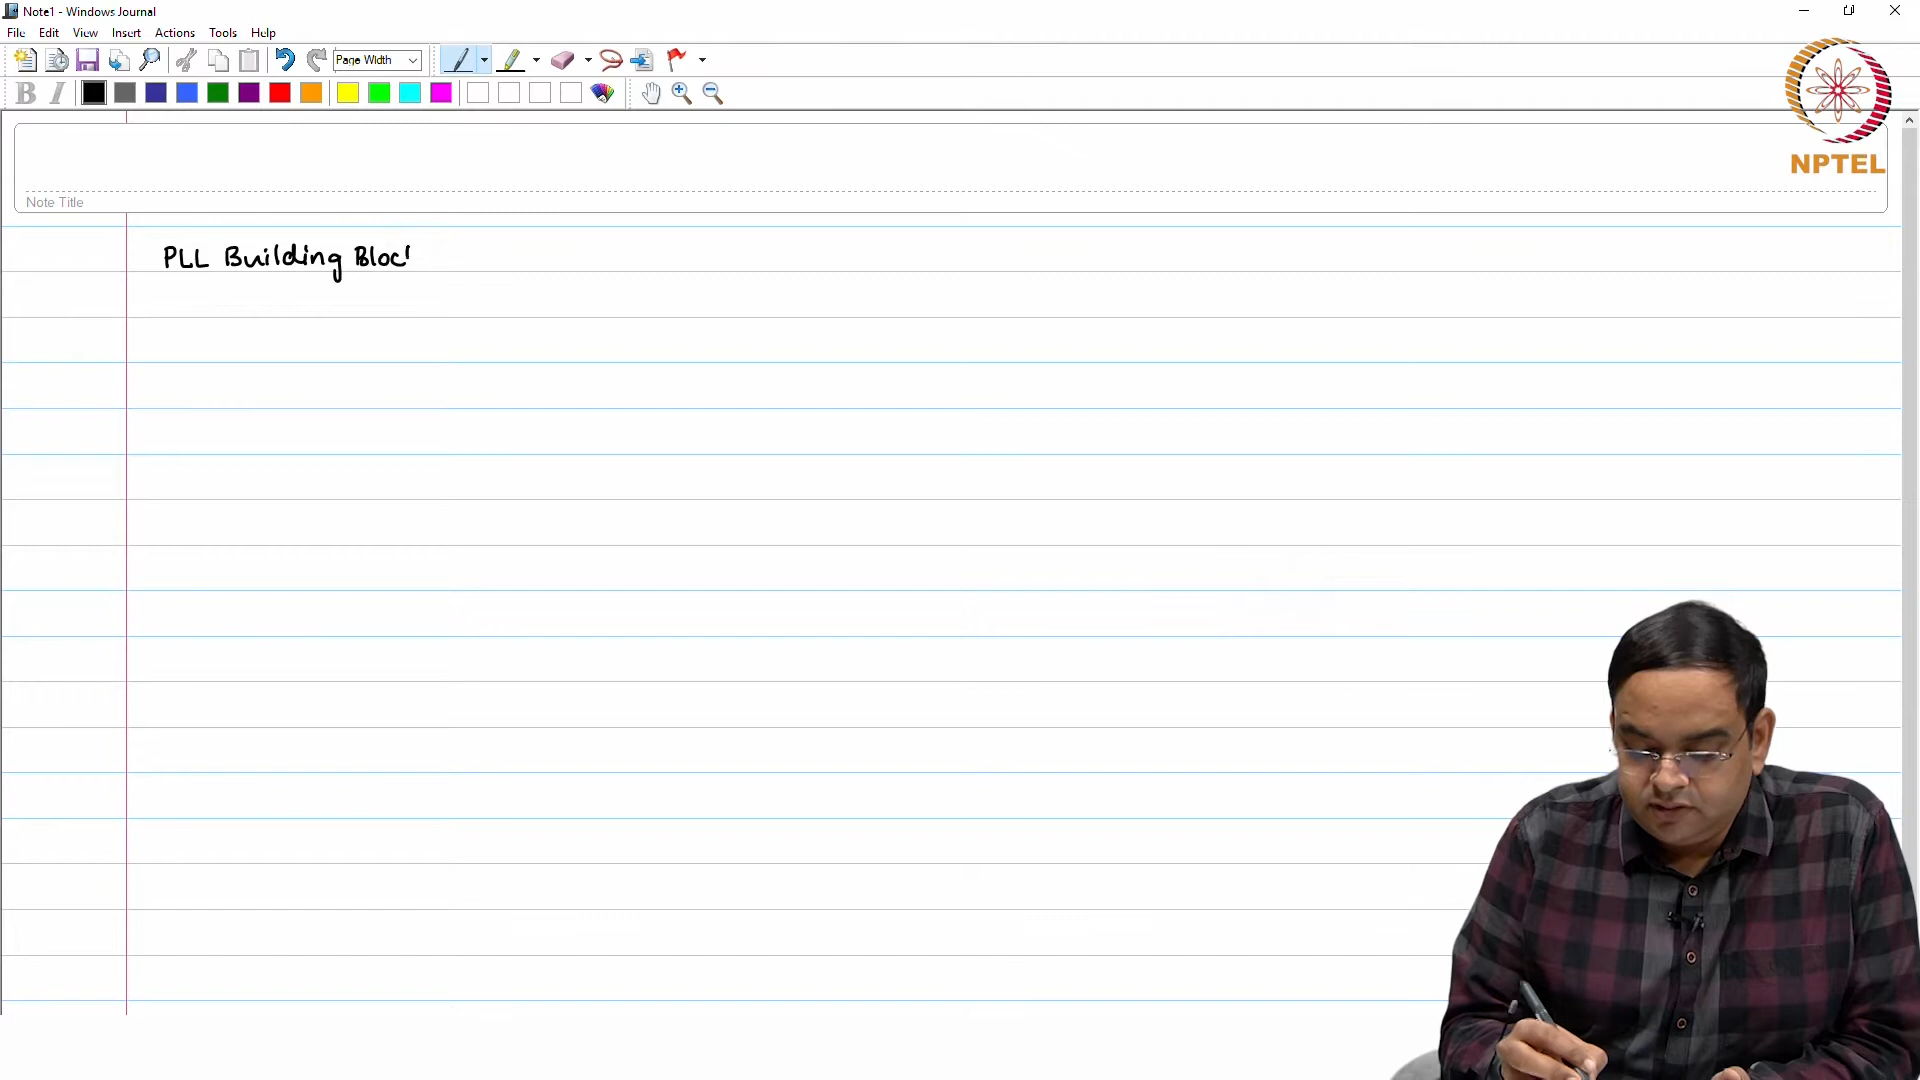 Note1 - Windows Journal
File Edit View Insert Actions Tools Help
Page Width
B I
NPTEL
Note Title
PLL Building Bloc